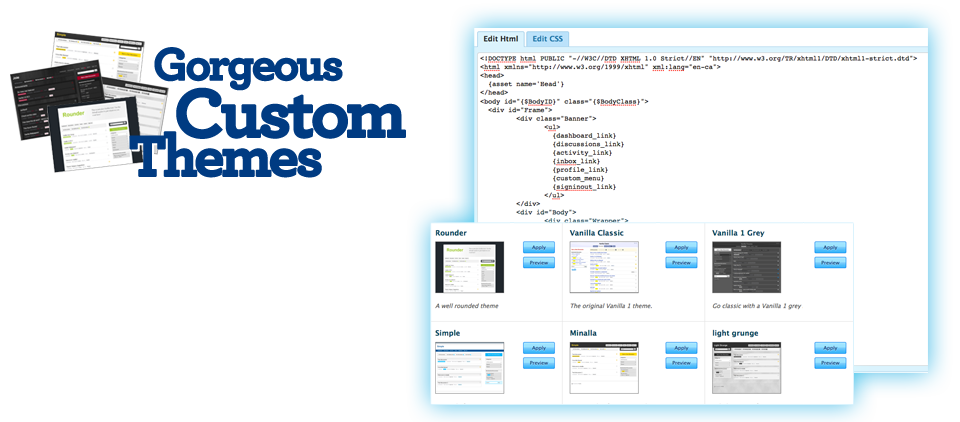 Gorgeous
Custom
Themes
Rounder
Edit Html
Edit CSS
<!DOCTYPE html PUBLIC "-//W3C//DTD XHTML 1.0 Strict//EN" "http://www.w3.org/TR/xhtml1/DTD/xhtml1-strict.dtd">
<html xmlns="http://www.w3.org/1999/xhtml" xml:lang="en-ca">
<head>
{asset name='Head'}
</head>
<body id="{$BodyID}" class="{$BodyClass}">
<div id="Frame">
<div class="Banner">
<ul>
{dashboard_link}
{discussions_link}
{activity_link}
{inbox_link}
{profile_link}
{custom_menu}
{signinout_link}
</ul>
</div>
<div id="Body">
<div class="Wrapper">
Rounder
Apply
Preview
A well rounded theme
Vanilla Classic
Apply
Preview
The original Vanilla 1 theme.
Vanilla 1 Grey
Apply
Preview
Go classic with a Vanilla 1 grey
Simple
Apply
Preview
Minalla
Apply
Preview
light grunge
Apply
Preview